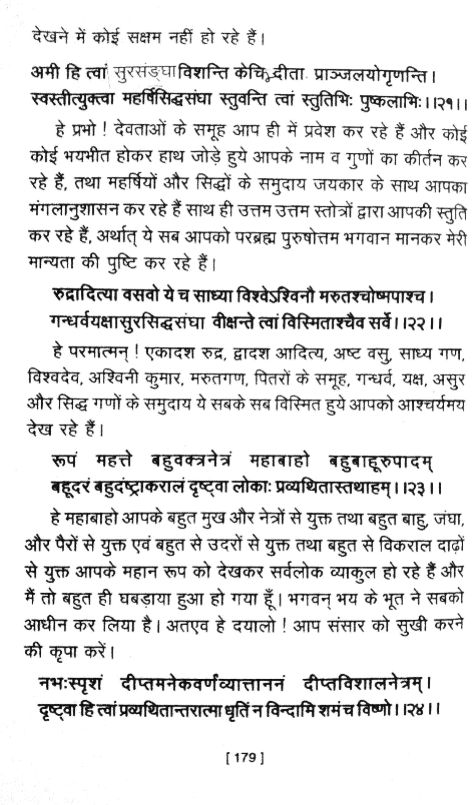 देखने में कोई सक्षम नहीं हो रहे हैं।
अमी हि त्वां सुरसङ्घाविशन्ति केचिद्भीता प्राञ्जलयोगृणन्ति।
स्वस्तीत्युक्त्वा महर्षिसिद्धसंघा स्तुवन्ति त्वां स्तुतिभिः पुष्कलाभिः।।२१।।
हे प्रभो ! देवताओं के समूह आप ही में प्रवेश कर रहे हैं और कोई
कोई भयभीत होकर हाथ जोड़े हुये आपके नाम व गुणों का कीर्तन कर
रहे हैं, तथा महर्षियों और सिद्धों के समुदाय जयकार के साथ आपका
मंगलानुशासन कर रहे हैं साथ ही उत्तम उत्तम स्तोत्रों द्वारा आपकी स्तुति
कर रहे हैं, अर्थात् ये सब आपको परब्रह्म पुरुषोत्तम भगवान मानकर मेरी
मान्यता की पुष्टि कर रहे हैं।
रुद्रादित्या वसवो ये च साध्या विश्वेऽश्विनौ मरुतश्चोष्मपाश्च।
गन्धर्वयक्षासुरसिद्धसंघा वीक्षन्ते त्वां विस्मिताश्चैव सर्वे।।२२।।
हे परमात्मन् ! एकादश रुद्र, द्वादश आदित्य, अष्ट वसु, साध्य गण,
विश्वदेव, अश्विनी कुमार, मरुतगण, पितरों के समूह, गन्धर्व, यक्ष, असुर
और सिद्ध गणों के समुदाय ये सबके सब विस्मित हुये आपको आश्चर्यमय
देख रहे हैं।
रूपं महत्ते बहुवक्त्रनेत्रं महाबाहो बहुबाहूरुपादम्
बहूदरं बहुदंष्ट्राकरालं दृष्ट्वा लोकाः प्रव्यथितास्तथाहम्।।२३।।
हे महाबाहो आपके बहुत मुख और नेत्रों से युक्त तथा बहुत बाहु, जंघा,
और पैरों से युक्त एवं बहुत से उदरों से युक्त तथा बहुत से विकराल दाढ़ों
से युक्त आपके महान रूप को देखकर सर्वलोक व्याकुल हो रहे हैं और
मैं तो बहुत ही घबड़ाया हुआ हो गया हूँ। भगवन् भय के भूत ने सबको
आधीन कर लिया है। अतएव हे दयालो ! आप संसार को सुखी करने
की कृपा करें।
नभःस्पृशं दीप्तमनेकवर्णंव्यात्ताननं दीप्तविशालनेत्रम्।
दृष्ट्वा हि त्वां प्रव्यथितान्तरात्मा धृतिं न विन्दामि शमंच विष्णो।।२४।।
[ 179 ]